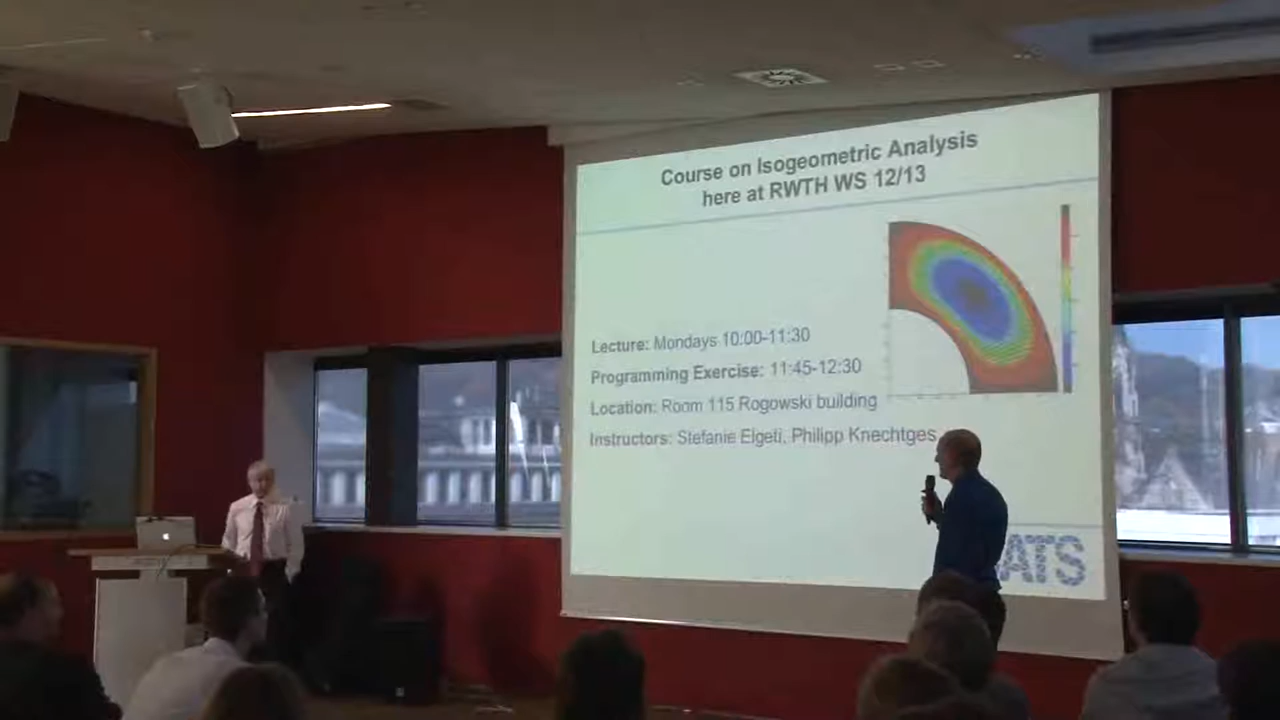 Course on Isogeometric Analysis
here at RWTH WS 12/13
Lecture: Mondays 10:00-11:30
Programming Exercise: 11:45-12:30
Location: Room 115 Rogowski building
Instructors: Stefanie Elgeti, Philipp Knechtges
ATS